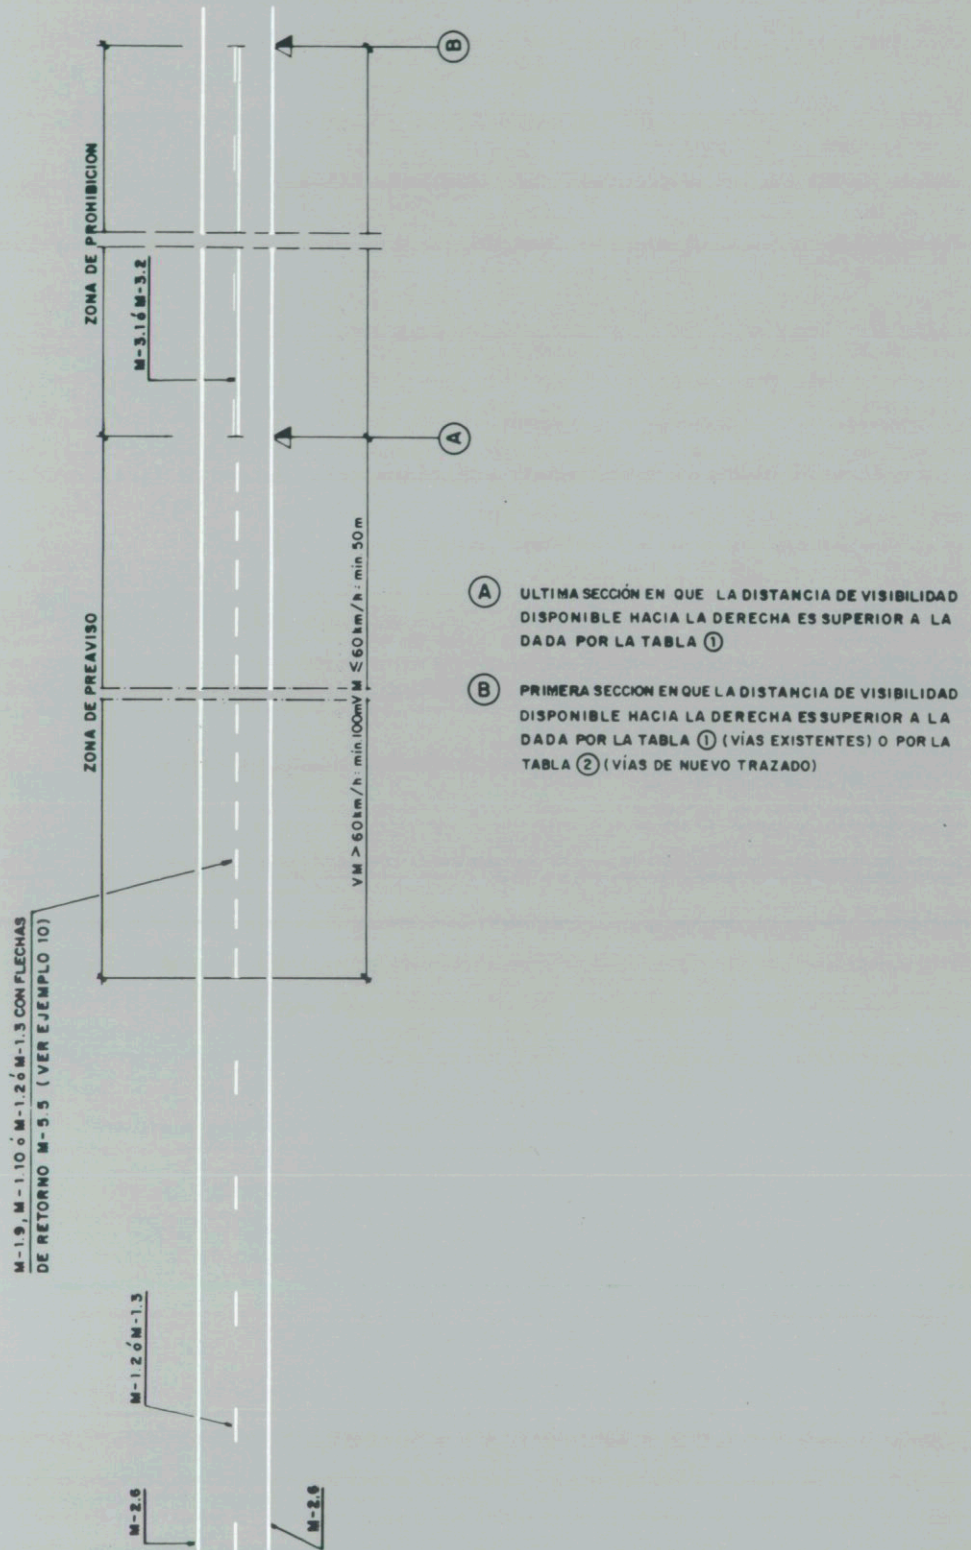 B
ZONA DE PROHIBICION
M-3.1 ó M-3.2
A
ZONA DE PREAVISO
VM > 60 km/h: min. 100m VM ≤ 60 km/h: min 50m
A ULTIMA SECCIÓN EN QUE LA DISTANCIA DE VISIBILIDAD
DISPONIBLE HACIA LA DERECHA ES SUPERIOR A LA
DADA POR LA TABLA 1
B PRIMERA SECCION EN QUE LA DISTANCIA DE VISIBILIDAD
DISPONIBLE HACIA LA DERECHA ES SUPERIOR A LA
DADA POR LA TABLA 1 (VÍAS EXISTENTES) O POR LA
TABLA 2 (VÍAS DE NUEVO TRAZADO)
M-1.9, M-1.10 ó M-1.2 ó M-1.3 CON FLECHAS
DE RETORNO M-5.5 (VER EJEMPLO 10)
M-1.2 ó M-1.3
M-2.6
M-2.6